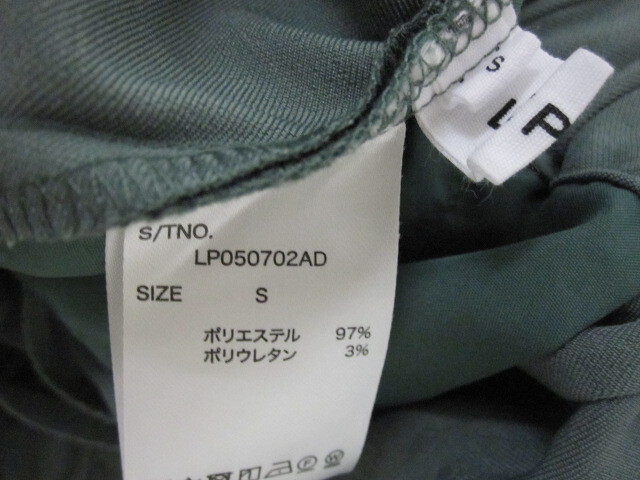 S
LP
S/TNO.
LP050702AD
SIZE S
ポリエステル 97%
ポリウレタン 3%